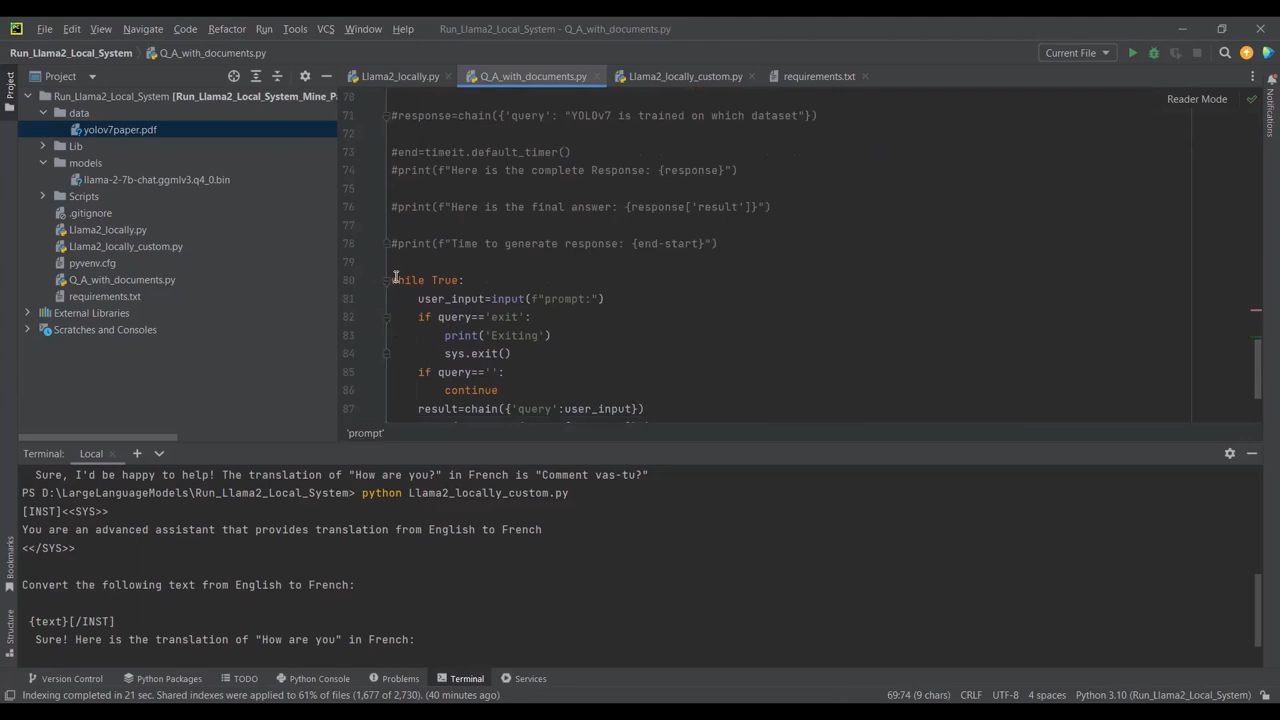 File Edit View Navigate Code Refactor Run Tools VCS Window Help Run_Llama2_Local_System - Q_A_with_documents.py
Run_Llama2_Local_System Q_A_with_documents.py Current File
Project Llama2_locally.py Q_A_with_documents.py Llama2_locally_custom.py requirements.txt
Project
Notifications
Run_Llama2_Local_System [Run_Llama2_Local_System_Mine_Pa
data
yolov7paper.pdf
Lib
models
llama-2-7b-chat.ggmlv3.q4_0.bin
Scripts
.gitignore
Llama2_locally.py
Llama2_locally_custom.py
pyvenv.cfg
Q_A_with_documents.py
requirements.txt
External Libraries
Scratches and Consoles
Reader Mode
70
71 #response=chain({'query': "YOLOv7 is trained on which dataset"})
72
73 #end=timeit.default_timer()
74 #print(f"Here is the complete Response: {response}")
75
76 #print(f"Here is the final answer: {response['result']}")
77
78 #print(f"Time to generate response: {end-start}")
79
80 while True:
81 user_input=input(f"prompt:")
82 if query=='exit':
83 print('Exiting')
84 sys.exit()
85 if query=='':
86 continue
87 result=chain({'query':user_input})
'prompt'
Terminal: Local
Sure, I'd be happy to help! The translation of "How are you?" in French is "Comment vas-tu?"
PS D:\LargeLanguageModels\Run_Llama2_Local_System> python Llama2_locally_custom.py
[INST]<<SYS>>
You are an advanced assistant that provides translation from English to French
<</SYS>>
Convert the following text from English to French:
{text}[/INST]
Sure! Here is the translation of "How are you" in French:
Bookmarks
Structure
Version Control Python Packages TODO Python Console Problems Terminal Services
Indexing completed in 21 sec. Shared indexes were applied to 61% of files (1,677 of 2,730). (40 minutes ago) 69:74 (9 chars) CRLF UTF-8 4 spaces Python 3.10 (Run_Llama2_Local_System)